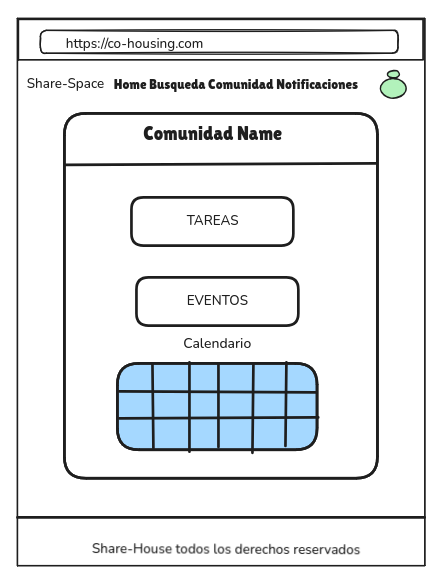 https://co-housing.com
Share-Space Home Busqueda Comunidad Notificaciones
Comunidad Name
TAREAS
EVENTOS
Calendario
Share-House todos los derechos reservados